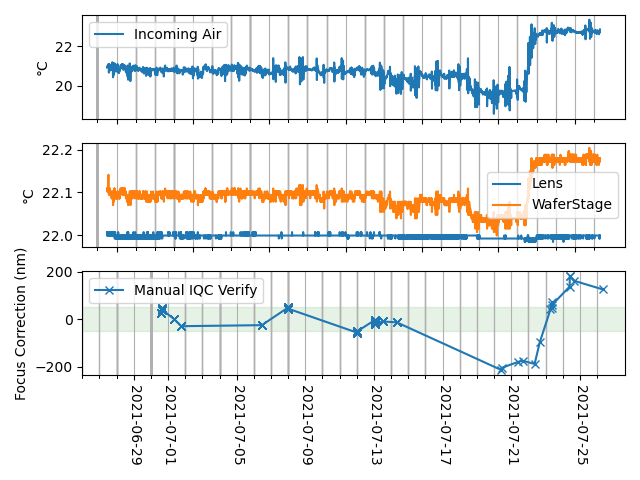 Incoming Air
22
20
°C
22.2
22.1
22.0
°C
Lens
WaferStage
200
0
−200
Focus Correction (nm)
Manual IQC Verify
2021-06-29
2021-07-01
2021-07-05
2021-07-09
2021-07-13
2021-07-17
2021-07-21
2021-07-25